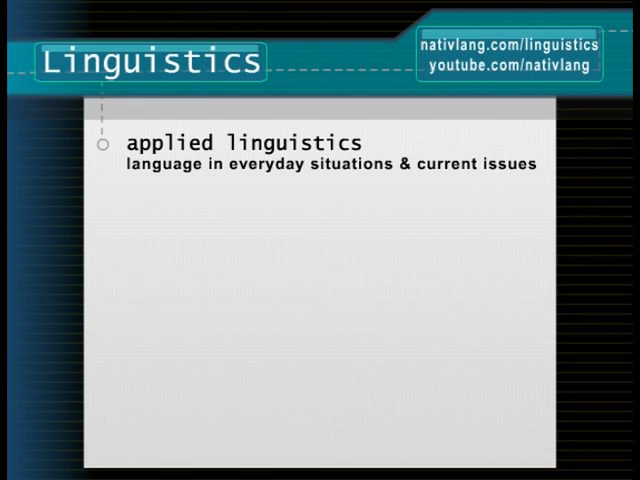 Linguistics
nativlang.com/linguistics
youtube.com/nativlang
applied linguistics
language in everyday situations & current issues